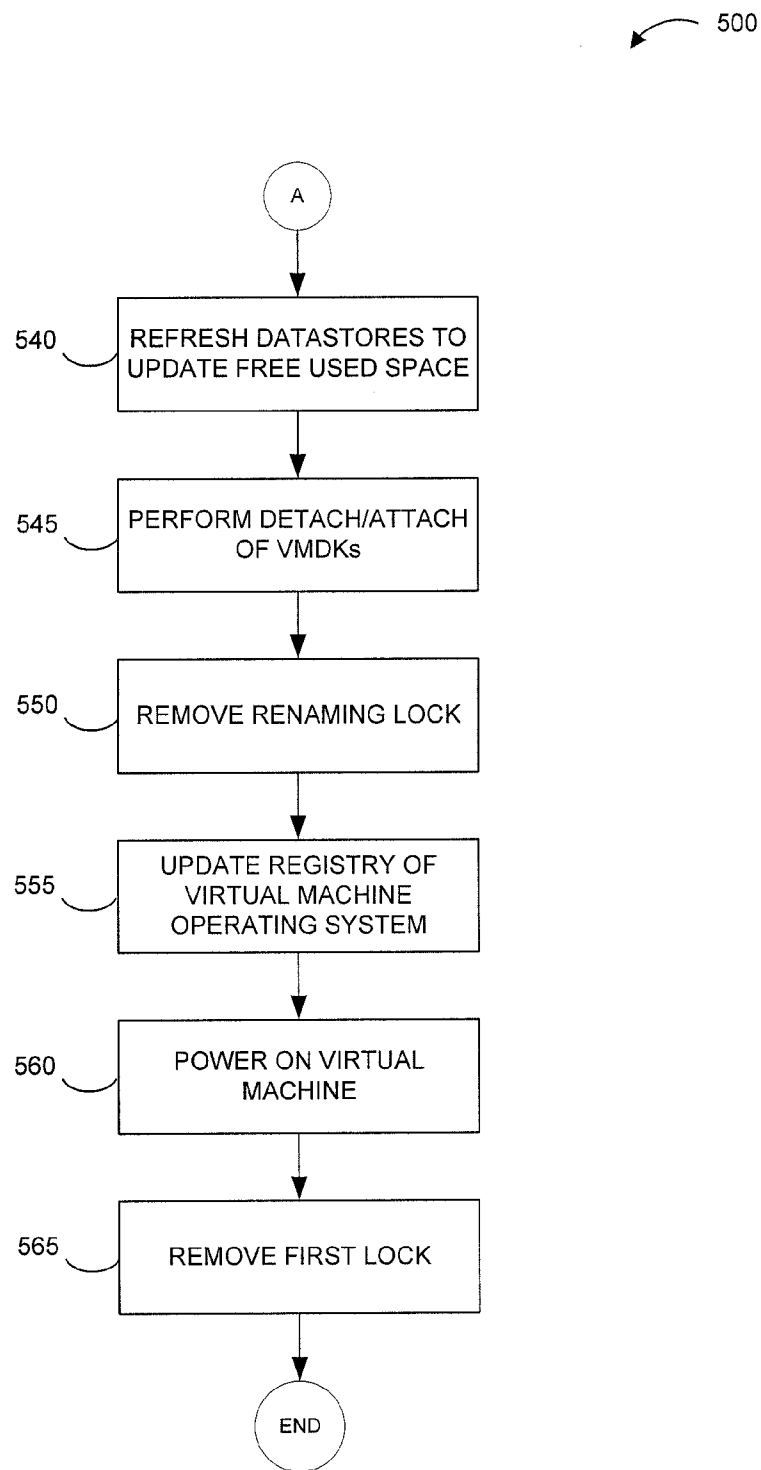 500
A
540
REFRESH DATASTORES TO
UPDATE FREE USED SPACE
545
PERFORM DETACH/ATTACH
OF VMDKs
550
REMOVE RENAMING LOCK
555
UPDATE REGISTRY OF
VIRTUAL MACHINE
OPERATING SYSTEM
560
POWER ON VIRTUAL
MACHINE
565
REMOVE FIRST LOCK
END